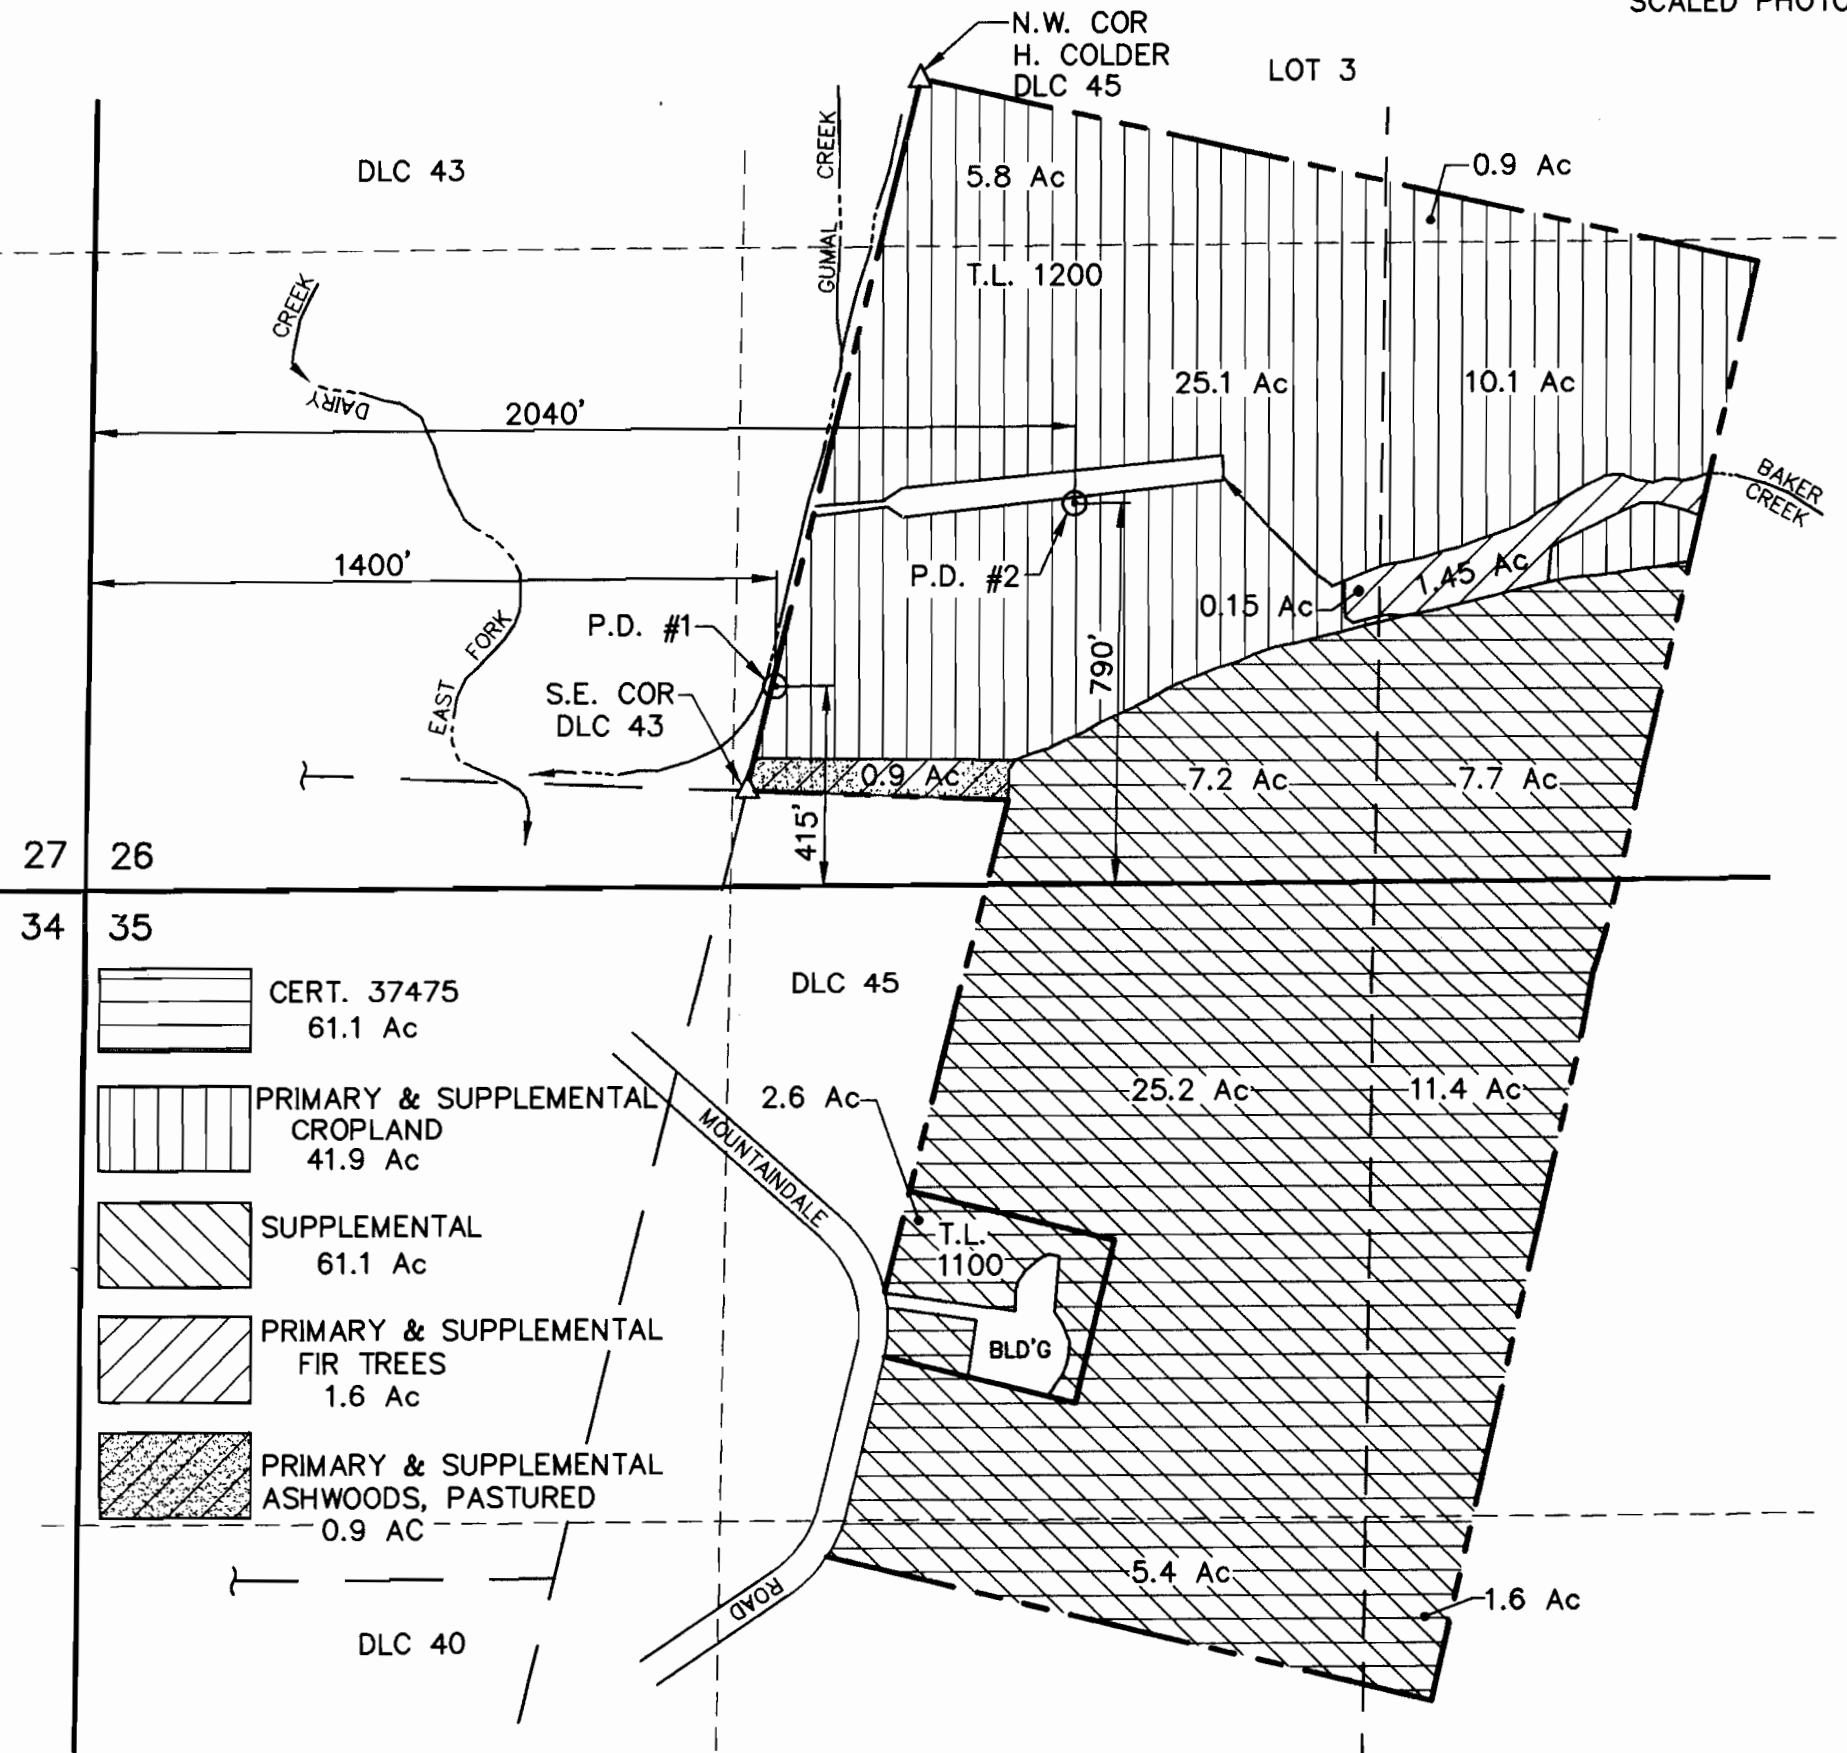 SCALED PHOTO
N.W. COR
H. COLDER
DLC 45
LOT 3
DLC 43
GUMAL CREEK
5.8 Ac
0.9 Ac
T.L. 1200
CREEK
DAIRY
25.1 Ac
10.1 Ac
2040'
BAKER
CREEK
1400'
P.D. #2
1.45 Ac
0.15 Ac
P.D. #1
FORK
790'
S.E. COR
DLC 43
EAST
0.9 Ac
7.2 Ac
7.7 Ac
415'
27 26
34 35
DLC 45
CERT. 37475
61.1 Ac
PRIMARY & SUPPLEMENTAL
CROPLAND
41.9 Ac
2.6 Ac
25.2 Ac
11.4 Ac
MOUNTAINDALE
SUPPLEMENTAL
61.1 Ac
T.L.
1100
PRIMARY & SUPPLEMENTAL
FIR TREES
1.6 Ac
BLD'G
PRIMARY & SUPPLEMENTAL
ASHWOODS, PASTURED
0.9 AC
5.4 Ac
1.6 Ac
ROAD
DLC 40